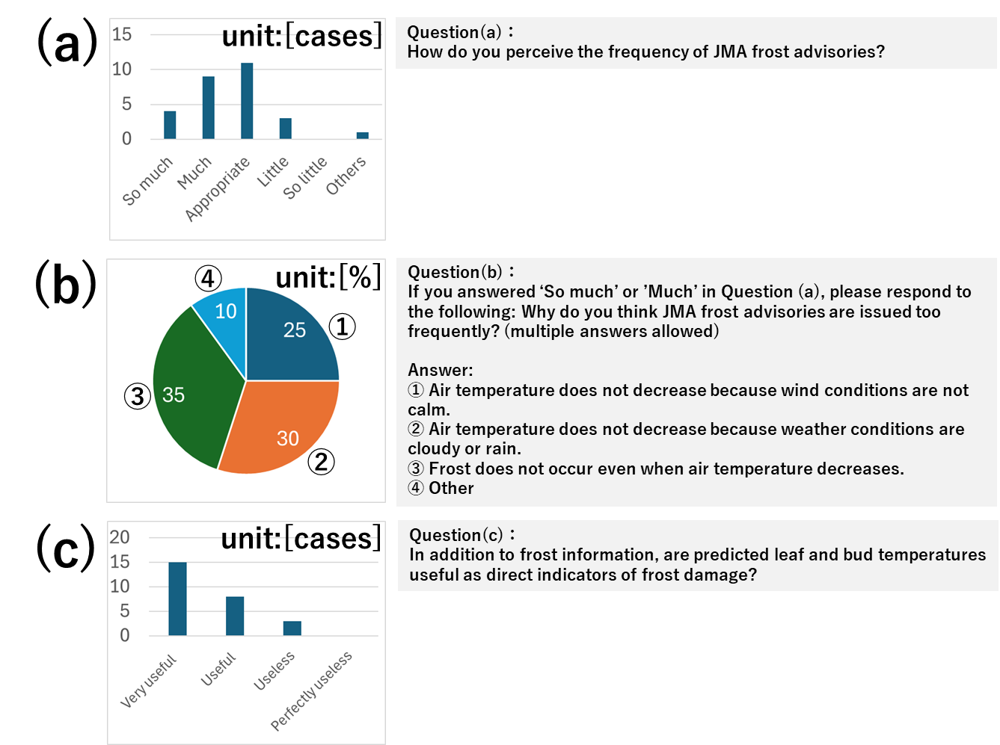 (a)
unit:[cases]
15
10
5
0
So much
Much
Appropriate
Little
So little
Others
Question(a)：
How do you perceive the frequency of JMA frost advisories?
(b)
unit:[%]
④
10
25
①
③
35
30
②
Question(b)：
If you answered ‘So much’ or ’Much’ in Question (a), please respond to
the following: Why do you think JMA frost advisories are issued too
frequently? (multiple answers allowed)
Answer:
① Air temperature does not decrease because wind conditions are not
calm.
② Air temperature does not decrease because weather conditions are
cloudy or rain.
③ Frost does not occur even when air temperature decreases.
④ Other
(c)
unit:[cases]
20
15
10
5
0
Very useful
Useful
Useless
Perfectly useless
Question(c)：
In addition to frost information, are predicted leaf and bud temperatures
useful as direct indicators of frost damage?